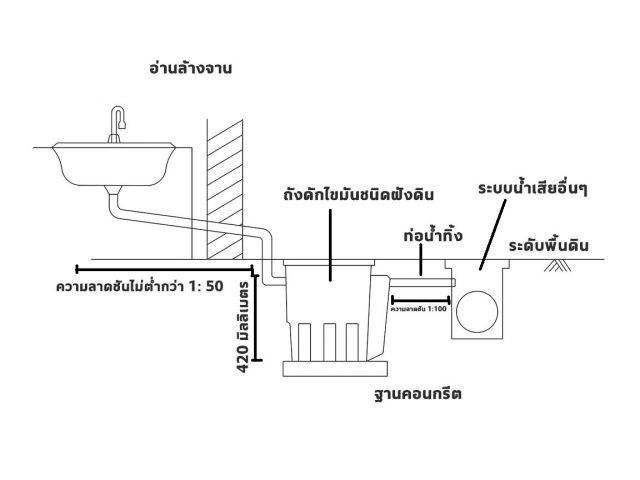 อ่านล้างจาน
ถังดักไขมันชนิดฝังดิน
ระบบน้ำเสียอื่นๆ
ท่อน้ำทิ้ง
ระดับพื้นดิน
ความลาดชันไม่ต่ำกว่า 1: 50
420 มิลลิเมตร
ความลาดชัน 1:100
ฐานคอนกรีต